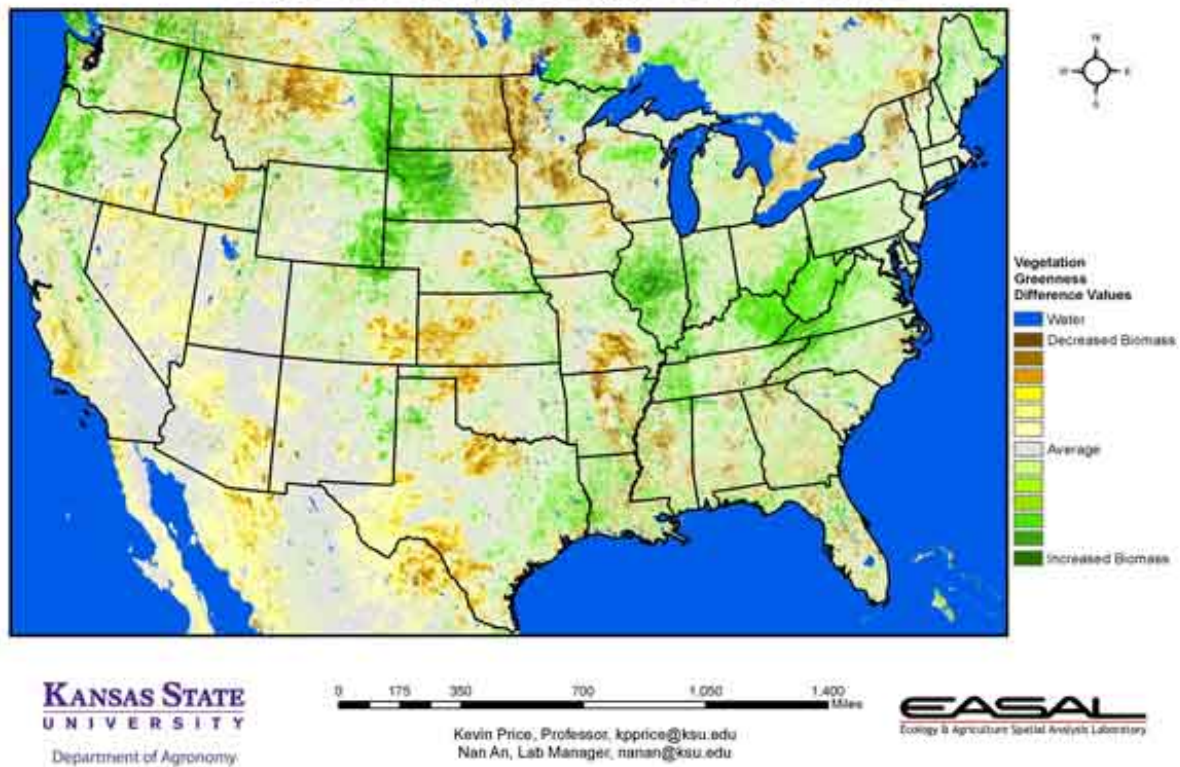 N
W E
S
Vegetation
Greenness
Difference Values
Water
Decreased Biomass
Average
Increased Biomass
KANSAS STATE
UNIVERSITY
Department of Agronomy
0 175 350 700 1,050 1,400
Miles
Kevin Price, Professor, kpprice@ksu.edu
Nan An, Lab Manager, nanan@ksu.edu
EASAL
Ecology & Agriculture Spatial Analysis Laboratory